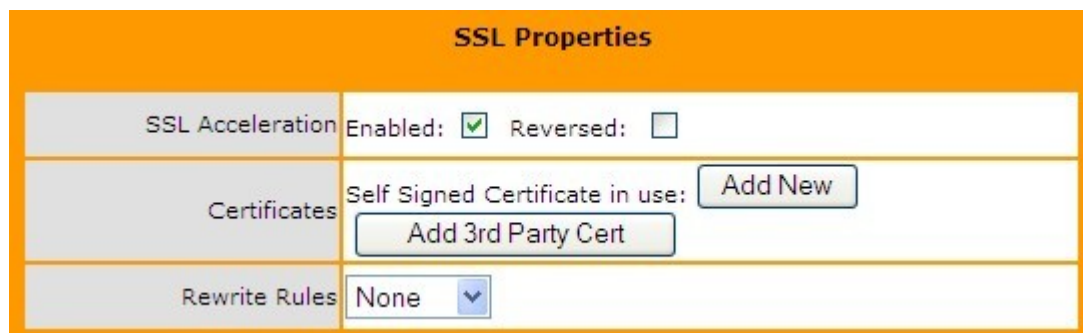 SSL Properties
SSL Acceleration Enabled: Reversed:
Certificates Self Signed Certificate in use: Add New
Add 3rd Party Cert
Rewrite Rules None